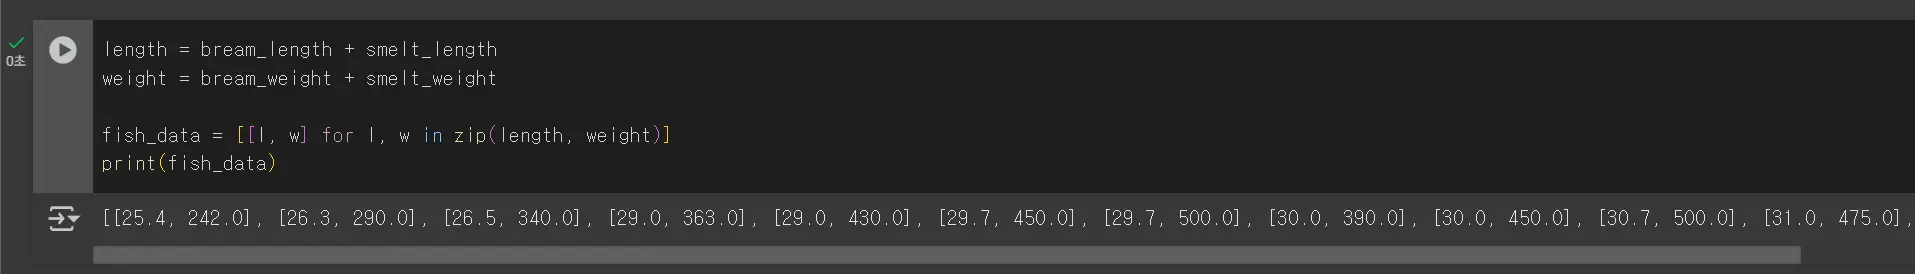 length = bream_length + smelt_length
0초
weight = bream_weight + smelt_weight
fish_data = [[l, w] for l, w in zip(length, weight)]
print(fish_data)
[[25.4, 242.0], [26.3, 290.0], [26.5, 340.0], [29.0, 363.0], [29.0, 430.0], [29.7, 450.0], [29.7, 500.0], [30.0, 390.0], [30.0, 450.0], [30.7, 500.0], [31.0, 475.0],